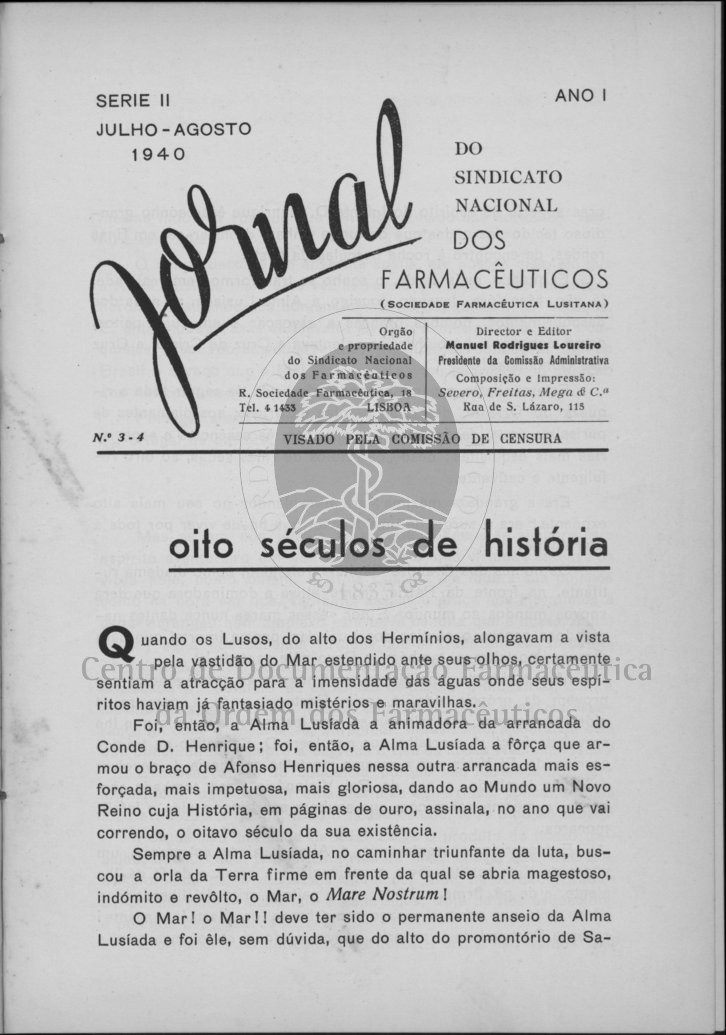 SERIE II
JULHO - AGOSTO
1940
ANO I
Jornal
DO
SINDICATO
NACIONAL
DOS
FARMACÊUTICOS
(SOCIEDADE FARMACÊUTICA LUSITANA)
Orgão
e propriedade
do Sindicato Nacional
dos Farmacêuticos
R. Sociedade Farmacêutica, 18
Tel. 4 1433 LISBOA
Director e Editor
Manuel Rodrigues Loureiro
Presidente da Comissão Administrativa
Composição e Impressão:
Severo, Freitas, Mega & C.ª
Rua de S. Lázaro, 115
N.º 3 - 4
VISADO PELA COMISSÃO DE CENSURA
oito séculos de história
1835
Quando os Lusos, do alto dos Hermínios, alongavam a vista
pela vastidão do Mar estendido ante seus olhos, certamente
sentiam a atracção para a imensidade das águas onde seus espí-
ritos haviam já fantasiado mistérios e maravilhas.
Foi, então, a Alma Lusíada a animadora da arrancada do
Conde D. Henrique; foi, então, a Alma Lusíada a fôrça que ar-
mou o braço de Afonso Henriques nessa outra arrancada mais es-
forçada, mais impetuosa, mais gloriosa, dando ao Mundo um Novo
Reino cuja História, em páginas de ouro, assinala, no ano que vai
correndo, o oitavo século da sua existência.
Sempre a Alma Lusíada, no caminhar triunfante da luta, bus-
cou a orla da Terra firme em frente da qual se abria magestoso,
indómito e revôlto, o Mar, o Mare Nostrum!
O Mar! o Mar!! deve ter sido o permanente anseio da Alma
Lusíada e foi êle, sem dúvida, que do alto do promontório de Sa-
Centro de Documentação Farmacêutica
da Ordem dos Farmacêuticos